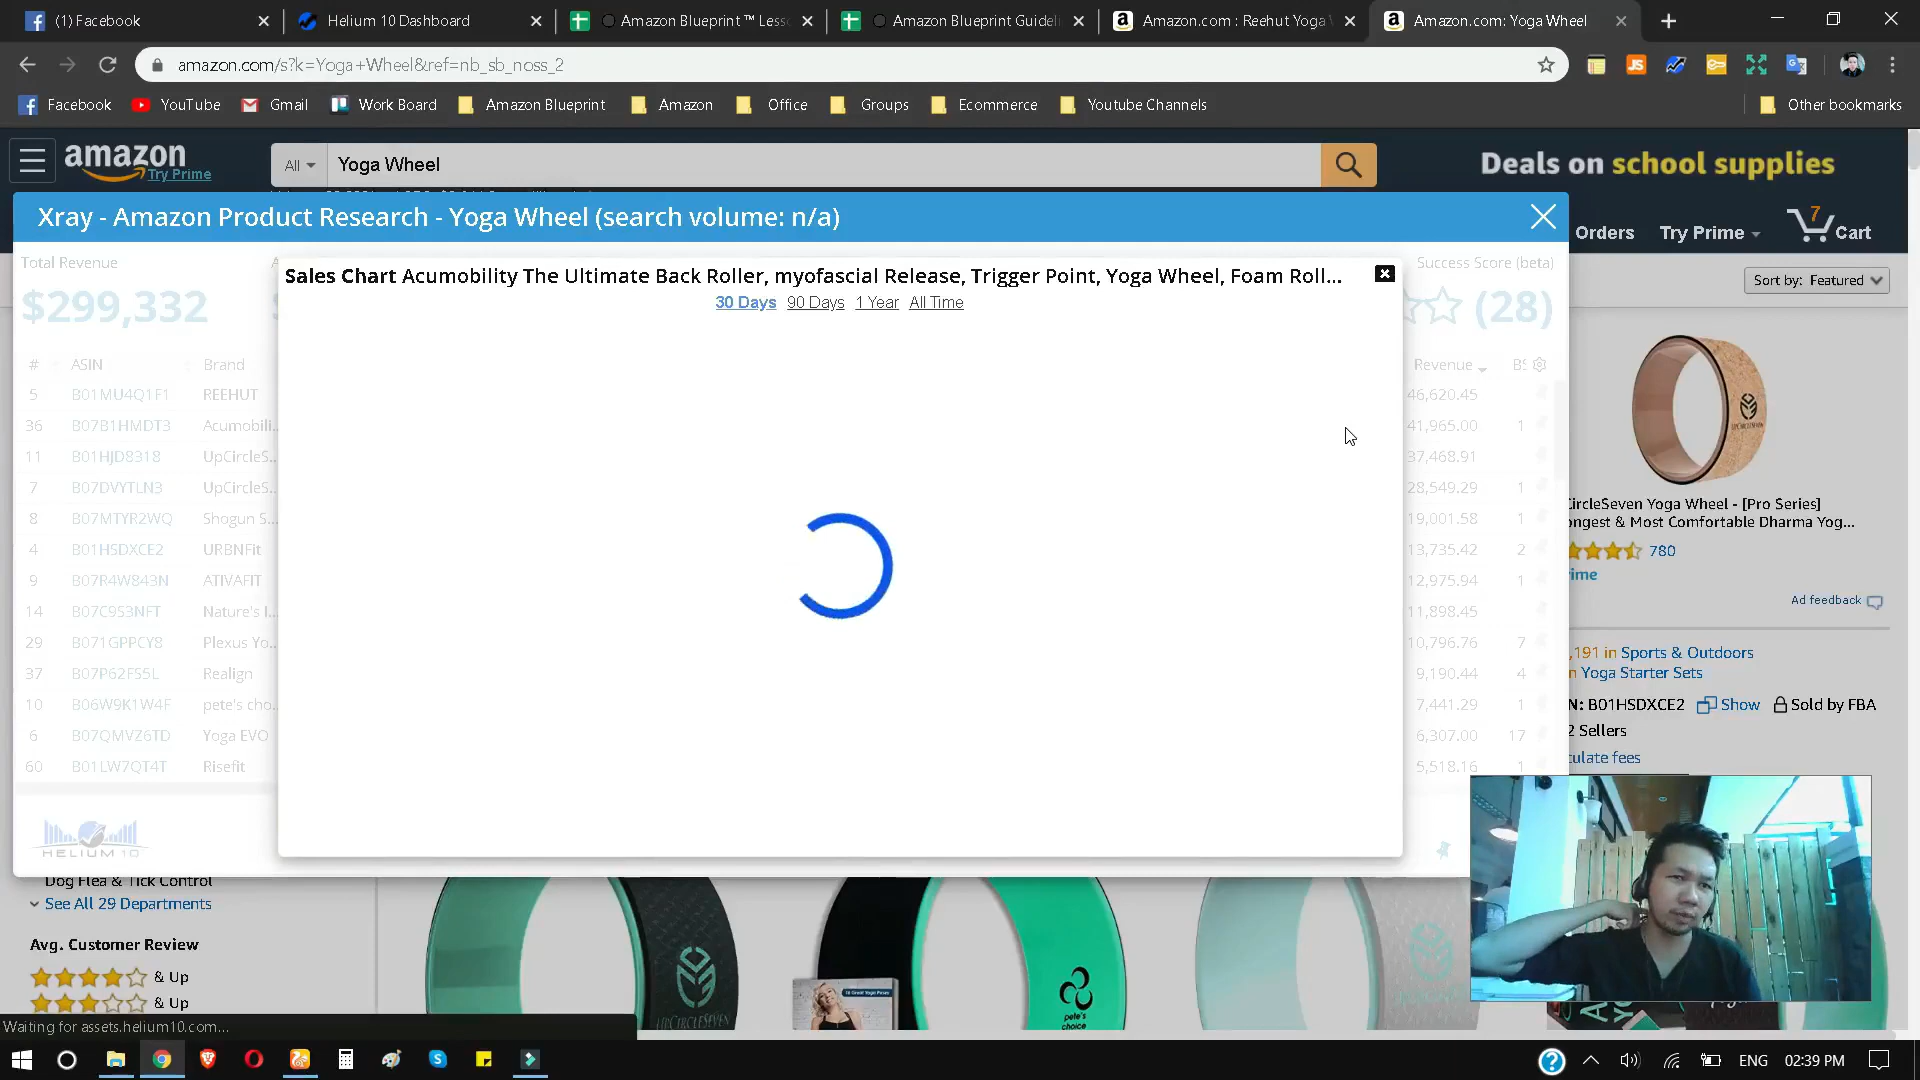 (1) Facebook
Helium 10 Dashboard
Amazon Blueprint ™ Less
Amazon Blueprint Guidel
Amazon.com : Reehut Yoga
Amazon.com: Yoga Wheel
amazon.com/s?k=Yoga+Wheel&ref=nb_sb_noss_2
Facebook YouTube Gmail Work Board Amazon Blueprint Amazon Office Groups Ecommerce Youtube Channels Other bookmarks
amazon
Try Prime
All Yoga Wheel
Deals on school supplies
Orders Try Prime 7 Cart
Xray - Amazon Product Research - Yoga Wheel (search volume: n/a)
Total Revenue
$299,332
Success Score (beta)
(28)
Sort by: Featured
Sales Chart Acumobility The Ultimate Back Roller, myofascial Release, Trigger Point, Yoga Wheel, Foam Roll...
30 Days 90 Days 1 Year All Time
# ASIN Brand Revenue BS
5 B01MU4Q1F1 REEHUT 46,620.45
36 B07B1HMDT3 Acumobili... 41,965.00 1
11 B01HJD8318 UpCircleS... 37,468.91
7 B07DVYTLN3 UpCircleS... 28,549.29 1
8 B07MTYR2WQ Shogun S... 19,001.58 1
4 B01HSDXCE2 URBNFit 13,735.42 2
9 B07R4W843N ATIVAFIT 12,975.94 1
14 B07C9S3NFT Nature's I... 11,898.45
29 B071GPPCY8 Plexus Yo... 10,796.76 7
37 B07P62FS5L Realign 9,190.44 4
10 B06W9K1W4F pete's cho... 7,441.29 1
6 B07QMVZ6TD Yoga EVO 6,307.00 17
60 B01LW7QT4T Risefit 5,518.16 1
HELIUM 10
CircleSeven Yoga Wheel - [Pro Series]
ongest & Most Comfortable Dharma Yog...
780
ime
Ad feedback
,191 in Sports & Outdoors
n Yoga Starter Sets
N: B01HSDXCE2 Show Sold by FBA
2 Sellers
culate fees
Dog Flea & Tick Control
See All 29 Departments
Avg. Customer Review
& Up
& Up
UPCIRCLESEVEN
pete's
choice
Waiting for assets.helium10.com...
ENG 02:39 PM